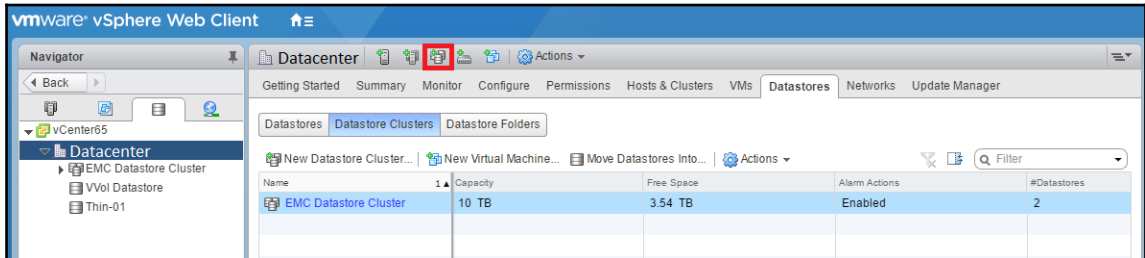 vmware® vSphere Web Client
Navigator
Datacenter Actions
Back
Getting Started Summary Monitor Configure Permissions Hosts & Clusters VMs Datastores Networks Update Manager
vCenter65
Datacenter
EMC Datastore Cluster
VVol Datastore
Thin-01
Datastores Datastore Clusters Datastore Folders
New Datastore Cluster... New Virtual Machine... Move Datastores Into... Actions Filter
Name 1 Capacity Free Space Alarm Actions #Datastores
EMC Datastore Cluster 10 TB 3.54 TB Enabled 2